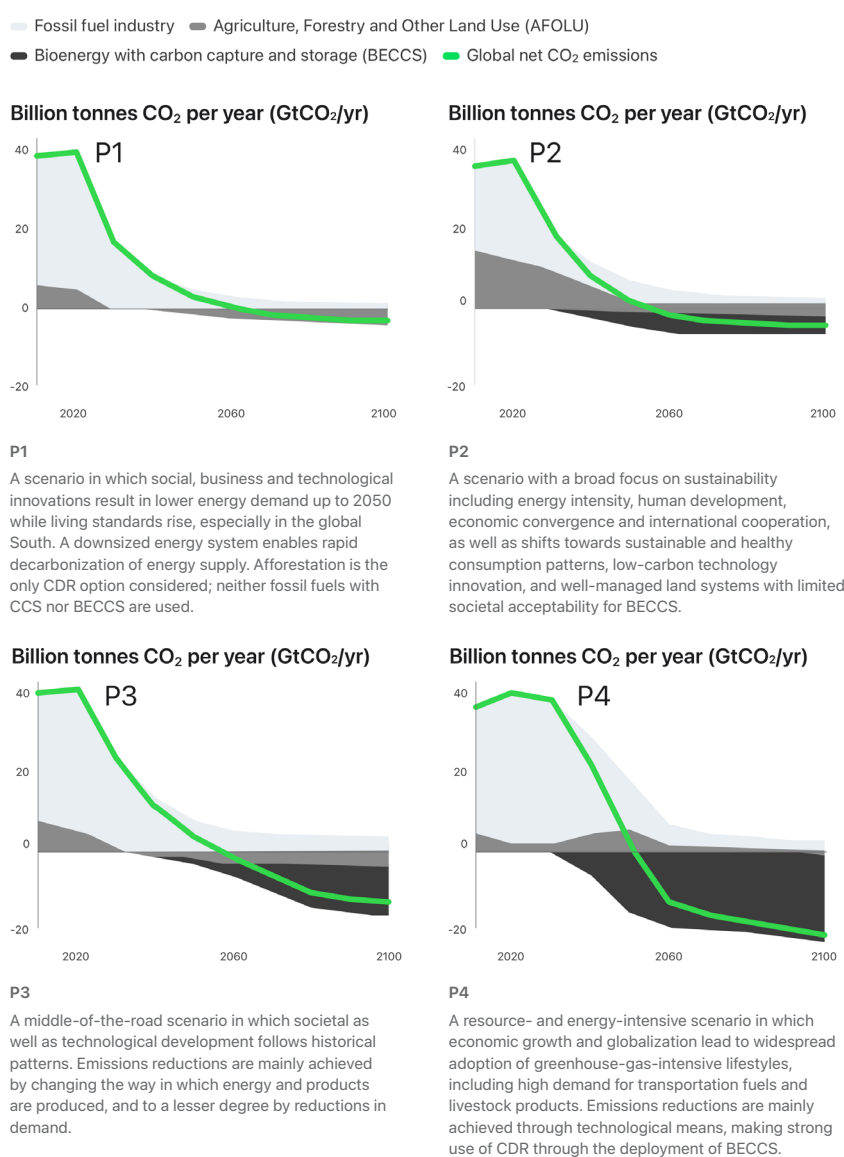 Fossil fuel industry Agriculture, Forestry and Other Land Use (AFOLU)
Bioenergy with carbon capture and storage (BECCS) Global net CO₂ emissions
Billion tonnes CO₂ per year (GtCO₂/yr)
P1
40
20
0
-20
2020 2060 2100
P1
A scenario in which social, business and technological
innovations result in lower energy demand up to 2050
while living standards rise, especially in the global
South. A downsized energy system enables rapid
decarbonization of energy supply. Afforestation is the
only CDR option considered; neither fossil fuels with
CCS nor BECCS are used.
Billion tonnes CO₂ per year (GtCO₂/yr)
P2
40
20
0
-20
2020 2060 2100
P2
A scenario with a broad focus on sustainability
including energy intensity, human development,
economic convergence and international cooperation,
as well as shifts towards sustainable and healthy
consumption patterns, low-carbon technology
innovation, and well-managed land systems with limited
societal acceptability for BECCS.
Billion tonnes CO₂ per year (GtCO₂/yr)
P3
40
20
0
-20
2020 2060 2100
P3
A middle-of-the-road scenario in which societal as
well as technological development follows historical
patterns. Emissions reductions are mainly achieved
by changing the way in which energy and products
are produced, and to a lesser degree by reductions in
demand.
Billion tonnes CO₂ per year (GtCO₂/yr)
P4
40
20
0
-20
2020 2060 2100
P4
A resource- and energy-intensive scenario in which
economic growth and globalization lead to widespread
adoption of greenhouse-gas-intensive lifestyles,
including high demand for transportation fuels and
livestock products. Emissions reductions are mainly
achieved through technological means, making strong
use of CDR through the deployment of BECCS.